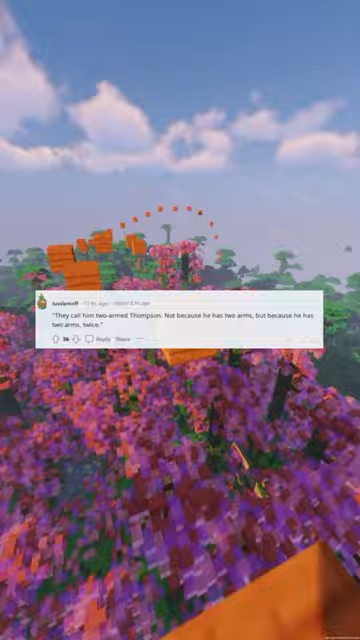 "They call him two-armed Thompson. Not because he has two arms, but because he has
two arms, twice."
36 Reply Share ...